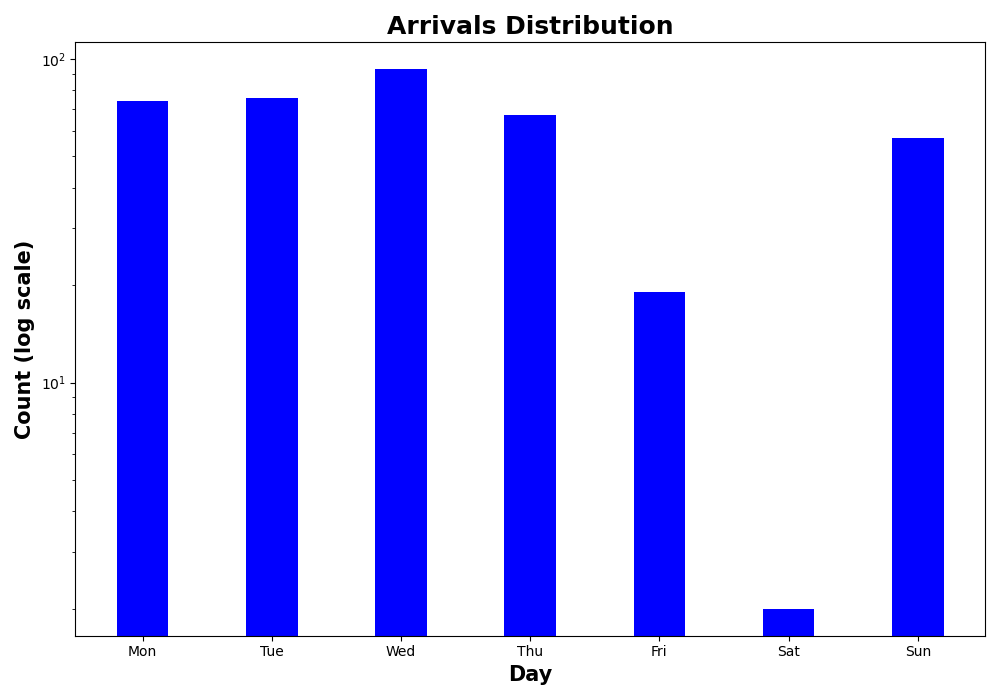 Arrivals Distribution
10²
10¹
Count (log scale)
Mon Tue Wed Thu Fri Sat Sun
Day